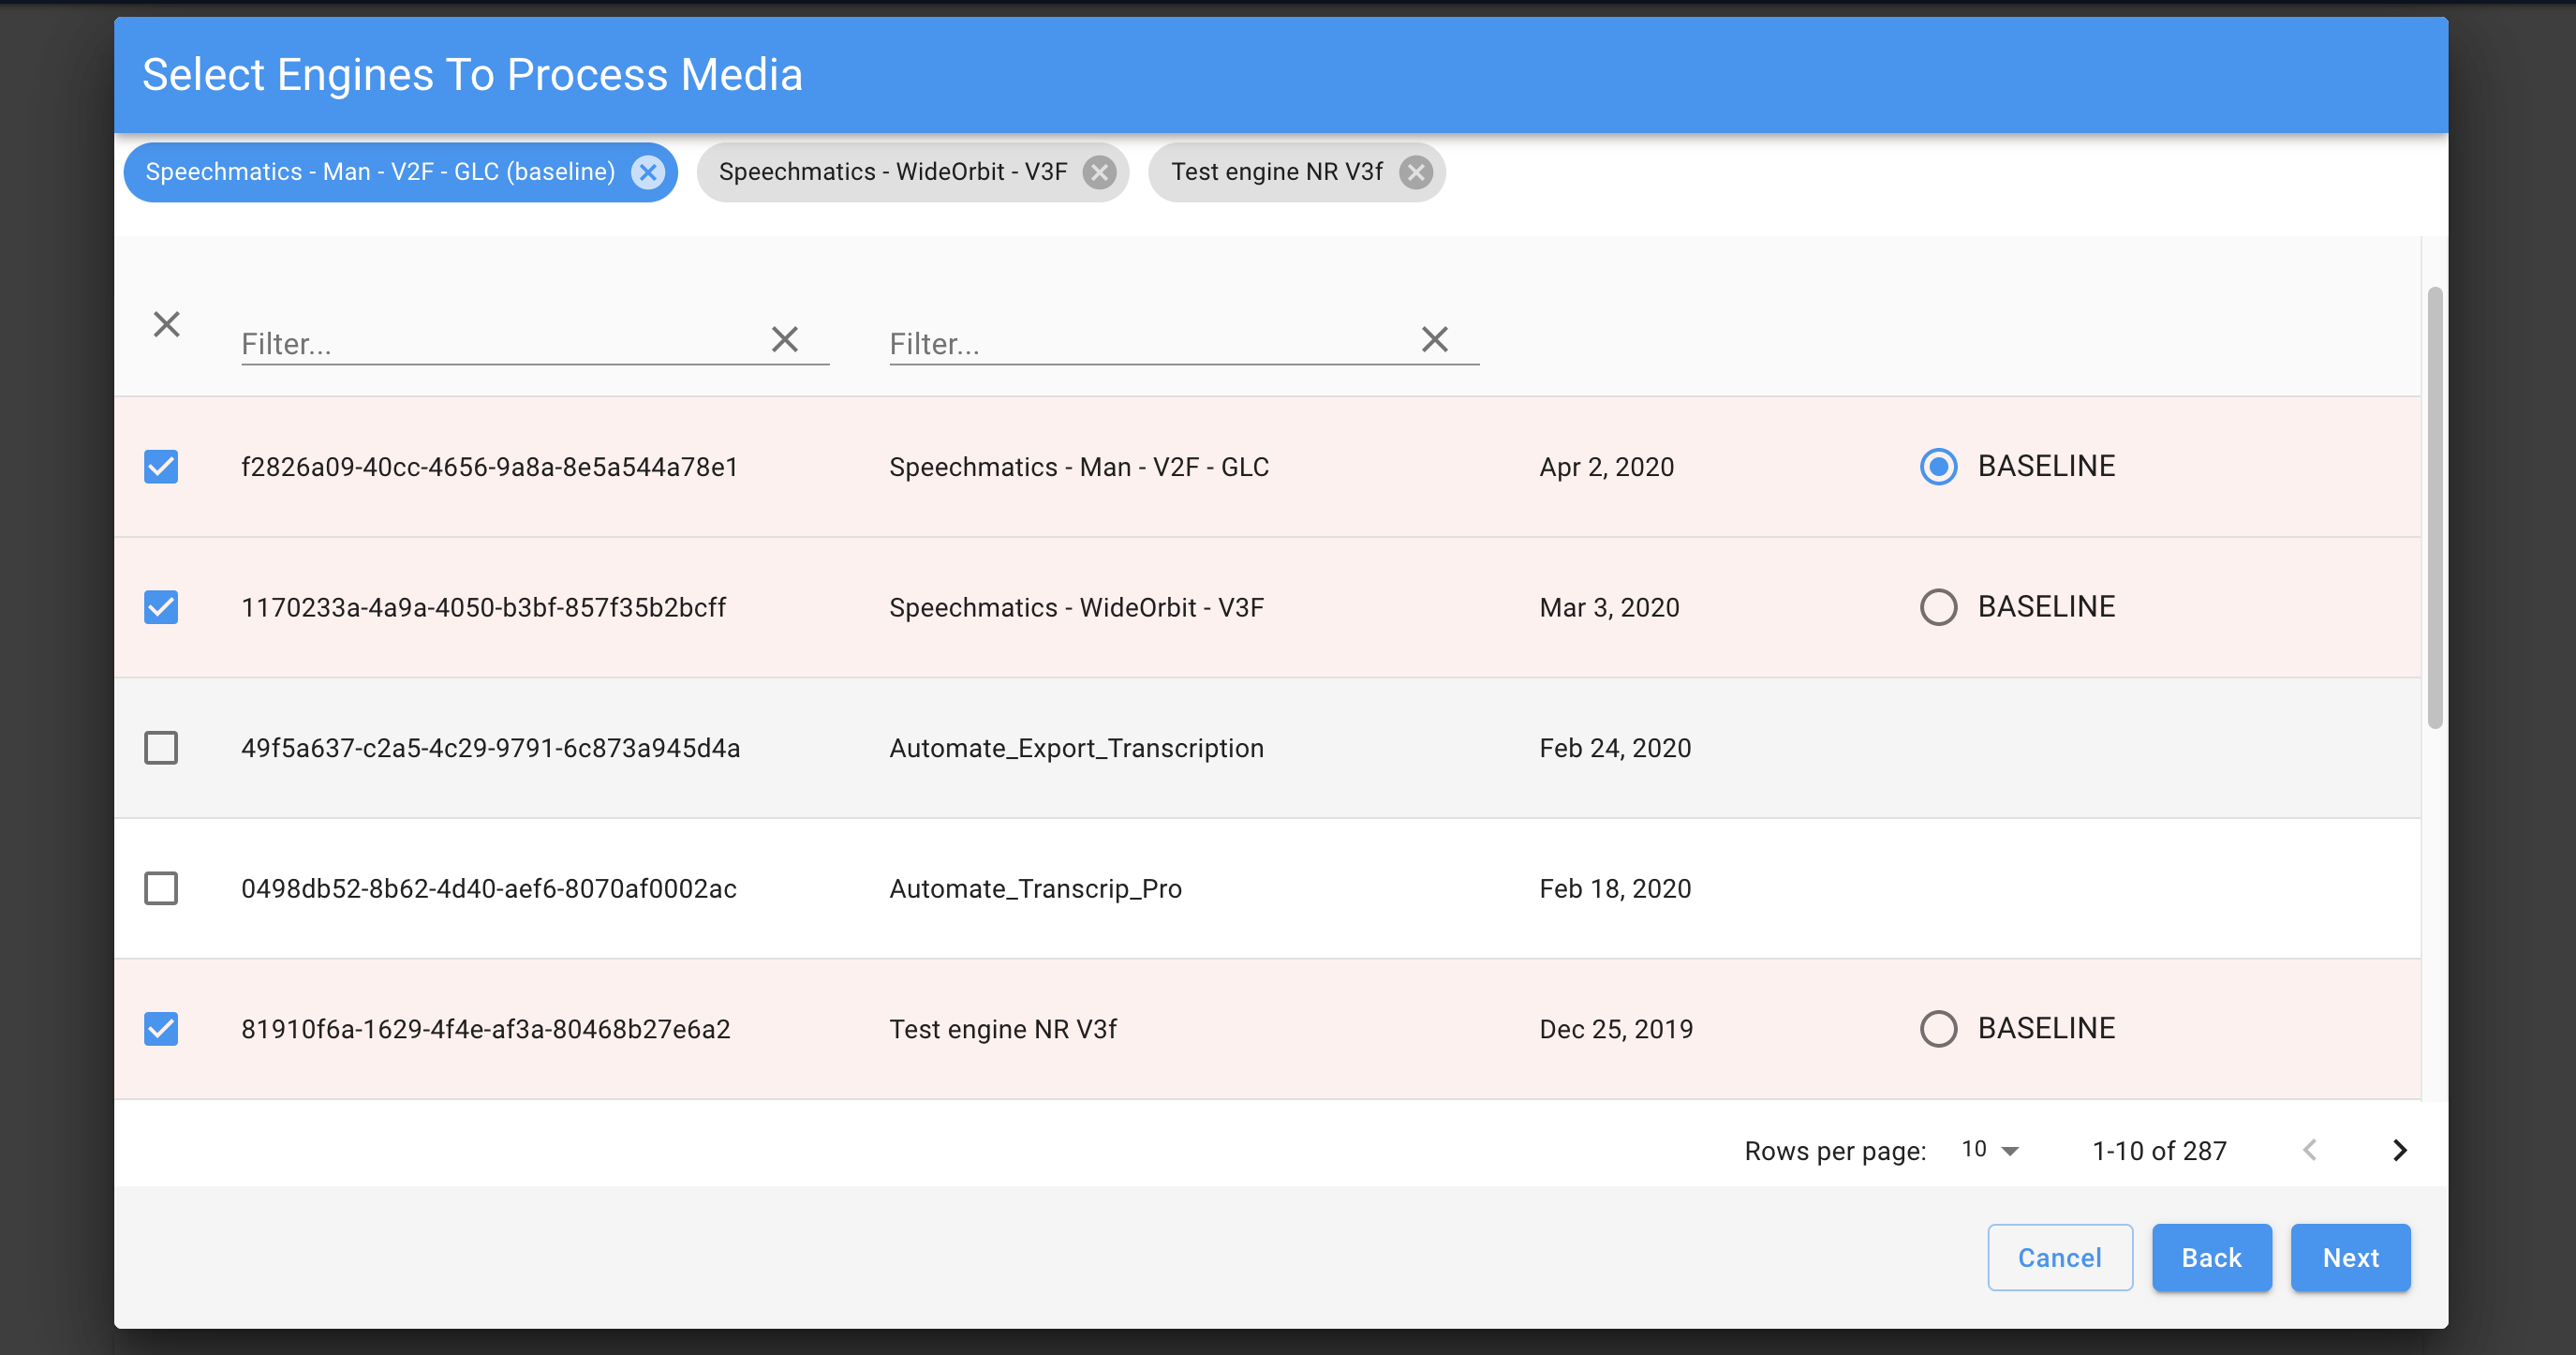 Select Engines To Process Media
Speechmatics - Man - V2F - GLC (baseline) Speechmatics - WideOrbit - V3F Test engine NR V3f
Filter... Filter...
f2826a09-40cc-4656-9a8a-8e5a544a78e1 Speechmatics - Man - V2F - GLC Apr 2, 2020 BASELINE
1170233a-4a9a-4050-b3bf-857f35b2bcff Speechmatics - WideOrbit - V3F Mar 3, 2020 BASELINE
49f5a637-c2a5-4c29-9791-6c873a945d4a Automate_Export_Transcription Feb 24, 2020
0498db52-8b62-4d40-aef6-8070af0002ac Automate_Transcrip_Pro Feb 18, 2020
81910f6a-1629-4f4e-af3a-80468b27e6a2 Test engine NR V3f Dec 25, 2019 BASELINE
Rows per page: 10 1-10 of 287
Cancel Back Next